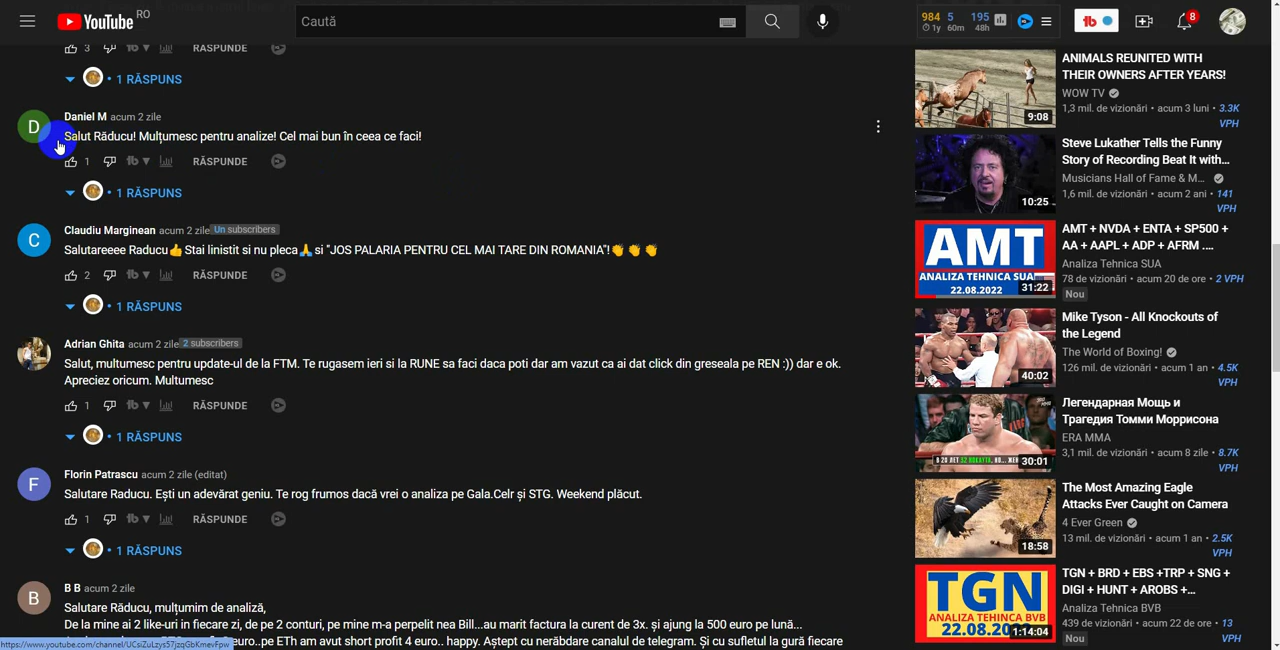 YouTube RO
Caută
984 5 195
1y 60m 48h
tb
8
3 tb RĂSPUNDE
• 1 RĂSPUNS
D
Daniel M acum 2 zile
Salut Răducu! Mulțumesc pentru analize! Cel mai bun în ceea ce faci!
1 tb RĂSPUNDE
• 1 RĂSPUNS
C
Claudiu Marginean acum 2 zile Un subscribers
Salutareeee Raducu👍Stai linistit si nu pleca🙏si "JOS PALARIA PENTRU CEL MAI TARE DIN ROMANIA"!👏👏👏
2 tb RĂSPUNDE
• 1 RĂSPUNS
Adrian Ghita acum 2 zile 2 subscribers
Salut, multumesc pentru update-ul de la FTM. Te rugasem ieri si la RUNE sa faci daca poti dar am vazut ca ai dat click din greseala pe REN :)) dar e ok.
Apreciez oricum. Multumesc
1 tb RĂSPUNDE
• 1 RĂSPUNS
F
Florin Patrascu acum 2 zile (editat)
Salutare Raducu. Ești un adevărat geniu. Te rog frumos dacă vrei o analiza pe Gala.Celr și STG. Weekend plăcut.
1 tb RĂSPUNDE
• 1 RĂSPUNS
B
B B acum 2 zile
Salutare Răducu, mulțumim de analiză,
De la mine ai 2 like-uri in fiecare zi,de pe 2 conturi, pe mine m-a perpelit nea Bill...au marit factura la curent de 3x. și ajung la 500 euro pe lună...
euro..pe ETh am avut short profit 4 euro.. happy. Aștept cu nerăbdare canalul de telegram. Și cu sufletul la gură fiecare
https://www.youtube.com/channel/UCsiZuLzys57jzqGbKmevFpw
9:08
ANIMALS REUNITED WITH
THEIR OWNERS AFTER YEARS!
WOW TV
1,3 mil. de vizionări • acum 3 luni • 3.3K
VPH
10:25
Steve Lukather Tells the Funny
Story of Recording Beat It with...
Musicians Hall of Fame & M...
1,6 mil. de vizionări • acum 2 ani • 141
VPH
AMT
ANALIZA TEHNICA SUA
22.08.2022
31:22
AMT + NVDA + ENTA + SP500 +
AA + AAPL + ADP + AFRM ....
Analiza Tehnica SUA
78 de vizionări • acum 20 de ore • 2 VPH
Nou
40:02
Mike Tyson - All Knockouts of
the Legend
The World of Boxing!
126 mil. de vizionări • acum 1 an • 4.5K
VPH
30:01
Легендарная Мощь и
Трагедия Томми Моррисона
ERA MMA
3,1 mil. de vizionări • acum 8 zile • 8.7K
VPH
18:58
The Most Amazing Eagle
Attacks Ever Caught on Camera
4 Ever Green
13 mil. de vizionări • acum 1 an • 2.5K
VPH
TGN
ANALIZA TEHNICA BVB
22.08.20
1:14:04
TGN + BRD + EBS +TRP + SNG +
DIGI + HUNT + AROBS +...
Analiza Tehnica BVB
439 de vizionări • acum 22 de ore • 13
VPH
Nou